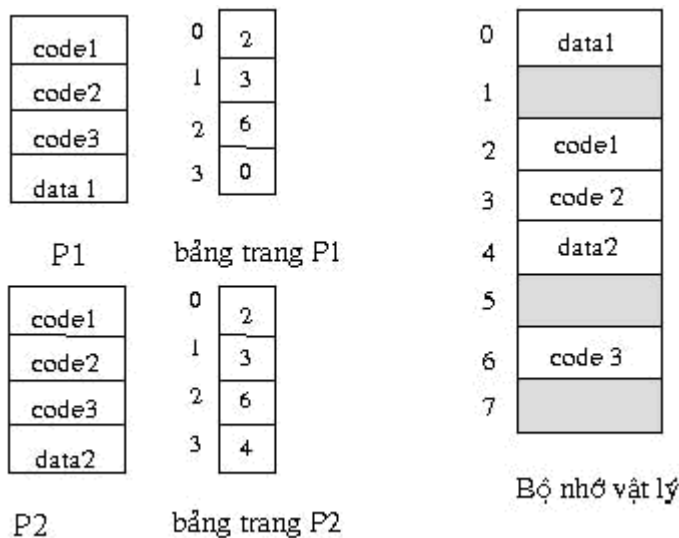 code1
code2
code3
data 1
P1
0 2
1 3
2 6
3 0
bảng trang P1
code1
code2
code3
data2
P2
0 2
1 3
2 6
3 4
bảng trang P2
0 data1
1
2 code1
3 code 2
4 data2
5
6 code 3
7
Bộ nhớ vật lý